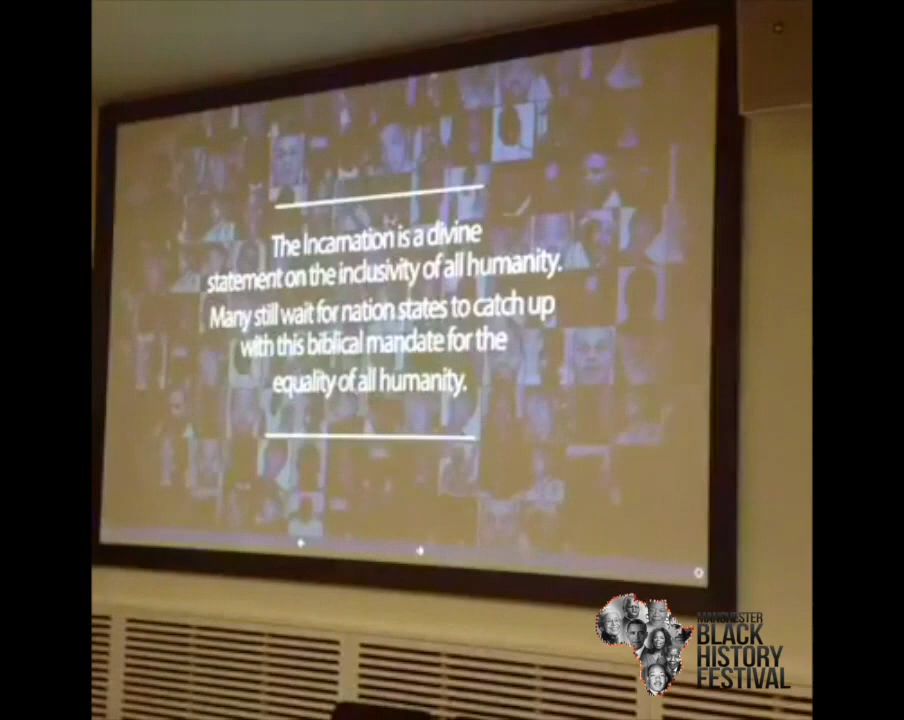 The Incarnation is a divine
statement on the inclusivity of all humanity.
Many still wait for nation states to catch up
with this biblical mandate for the
equality of all humanity.
MANCHESTER
BLACK
HISTORY
FESTIVAL